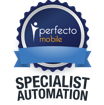 perfecto
mobile
SPECIALIST
AUTOMATION